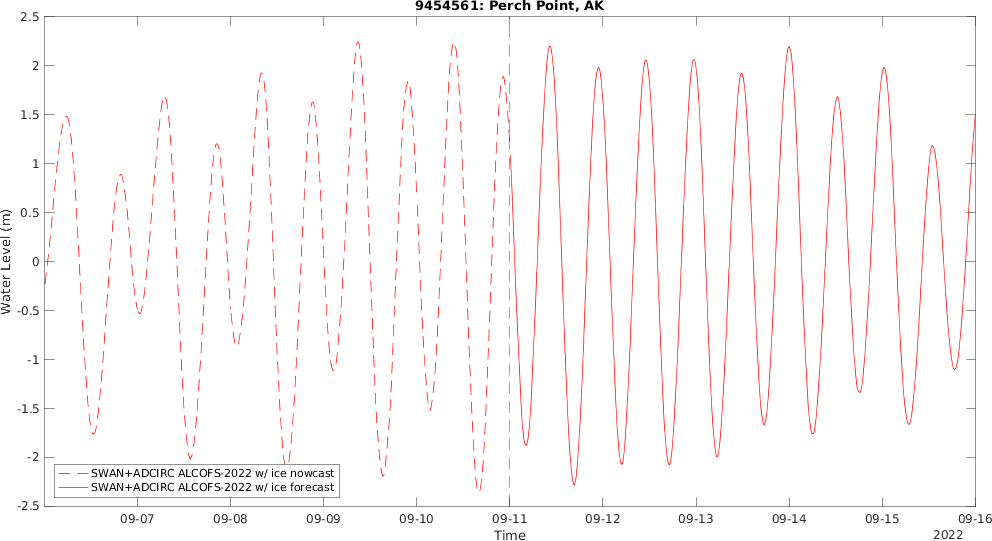 9454561: Perch Point, AK
2.5
2
1.5
1
0.5
0
-0.5
-1
-1.5
-2
-2.5
Water Level (m)
SWAN+ADCIRC ALCOFS-2022 w/ ice nowcast
SWAN+ADCIRC ALCOFS-2022 w/ ice forecast
09-07 09-08 09-09 09-10 09-11 09-12 09-13 09-14 09-15 09-16
Time
2022